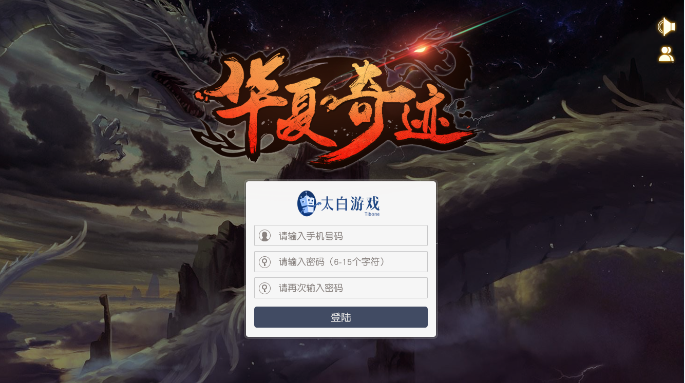 华夏奇迹
太白游戏
Tibona
请输入手机号码
请输入密码（6-15个字符）
请再次输入密码
登陆